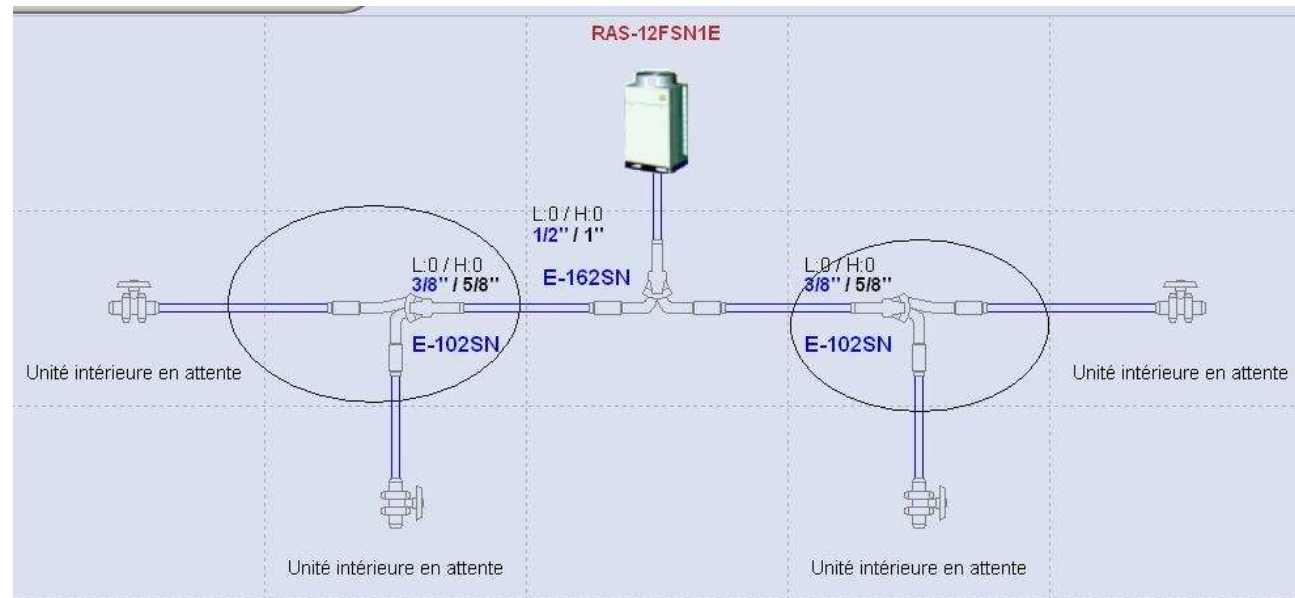 RAS-12FSN1E
L:0 / H:0
1/2" / 1"
E-162SN
L:0 / H:0
3/8" / 5/8"
E-102SN
L:0 / H:0
3/8" / 5/8"
E-102SN
Unité intérieure en attente
Unité intérieure en attente
Unité intérieure en attente
Unité intérieure en attente